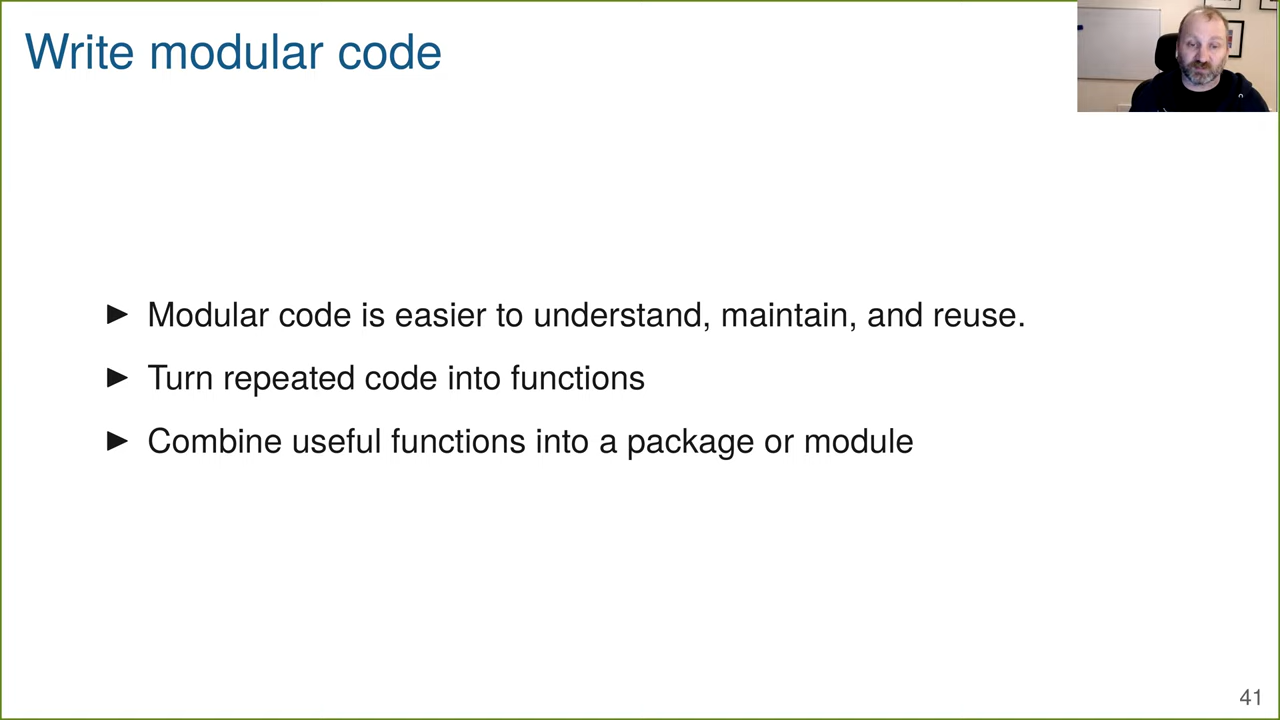 Write modular code
▶ Modular code is easier to understand, maintain, and reuse.
▶ Turn repeated code into functions
▶ Combine useful functions into a package or module
41